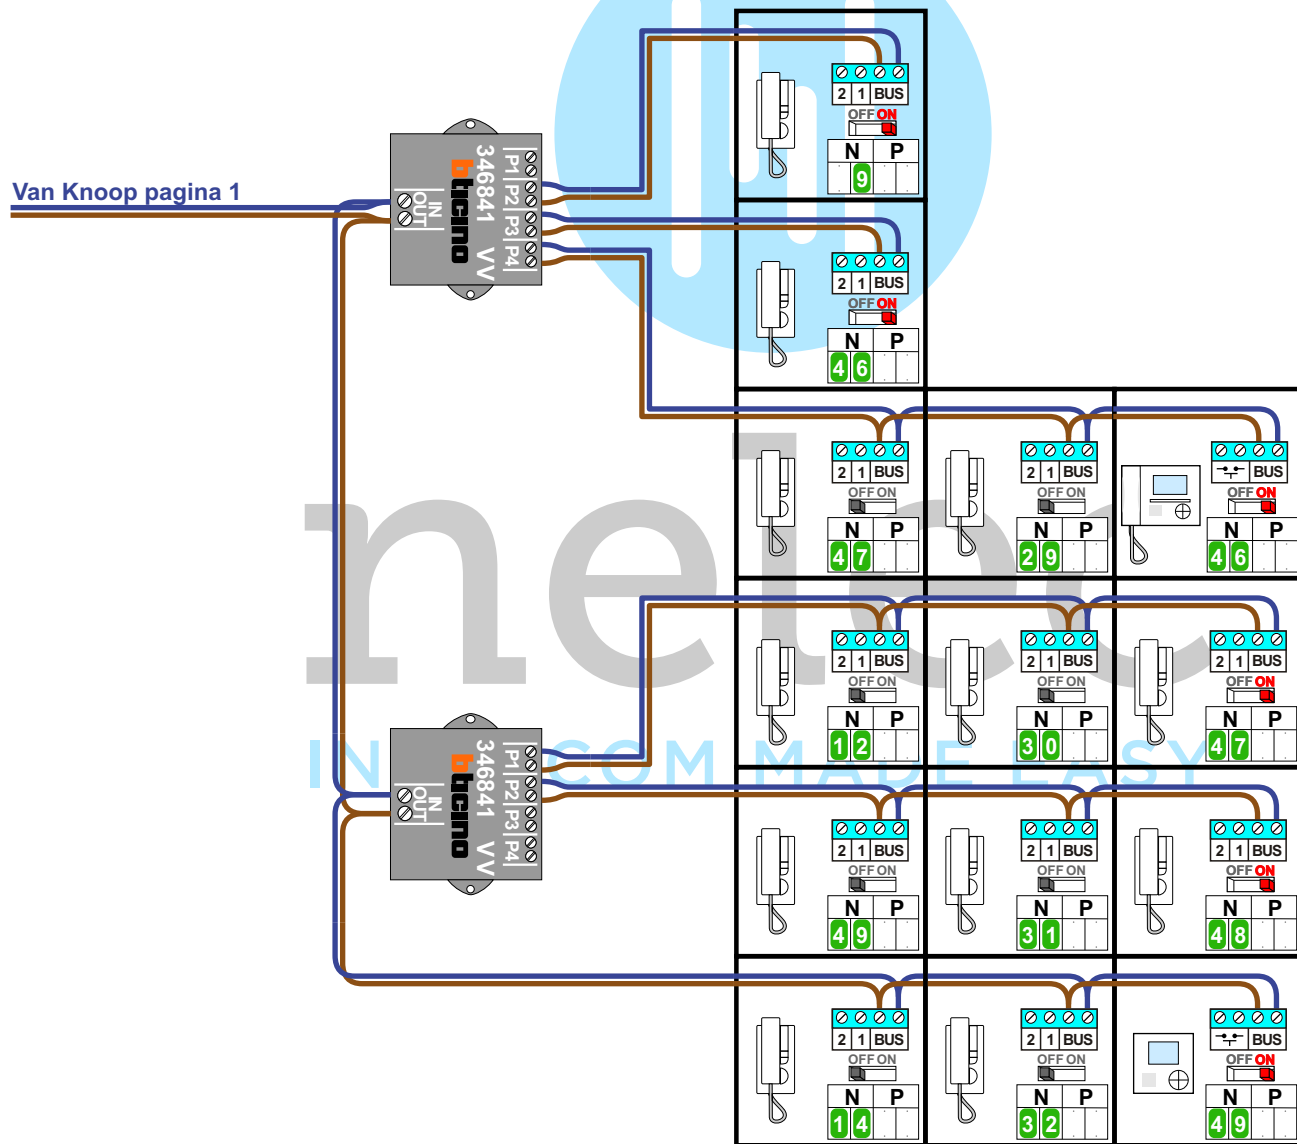 Van Knoop pagina 1
IN
OUT
346841
bticino
VV
P1
P2
P3
P4
2 1 BUS
OFF ON
N P
9
2 1 BUS
OFF ON
N P
4 6
2 1 BUS
OFF ON
N P
4 7
2 1 BUS
OFF ON
N P
2 9
BUS
OFF ON
N P
4 6
nelec
2 1 BUS
OFF ON
N P
1 2
2 1 BUS
OFF ON
N P
3 0
2 1 BUS
OFF ON
N P
4 7
IN COM MADE EASY
IN
OUT
346841
bticino
VV
P1
P2
P3
P4
2 1 BUS
OFF ON
N P
4 9
2 1 BUS
OFF ON
N P
3 1
2 1 BUS
OFF ON
N P
4 8
2 1 BUS
OFF ON
N P
1 4
2 1 BUS
OFF ON
N P
3 2
BUS
OFF ON
N P
4 9